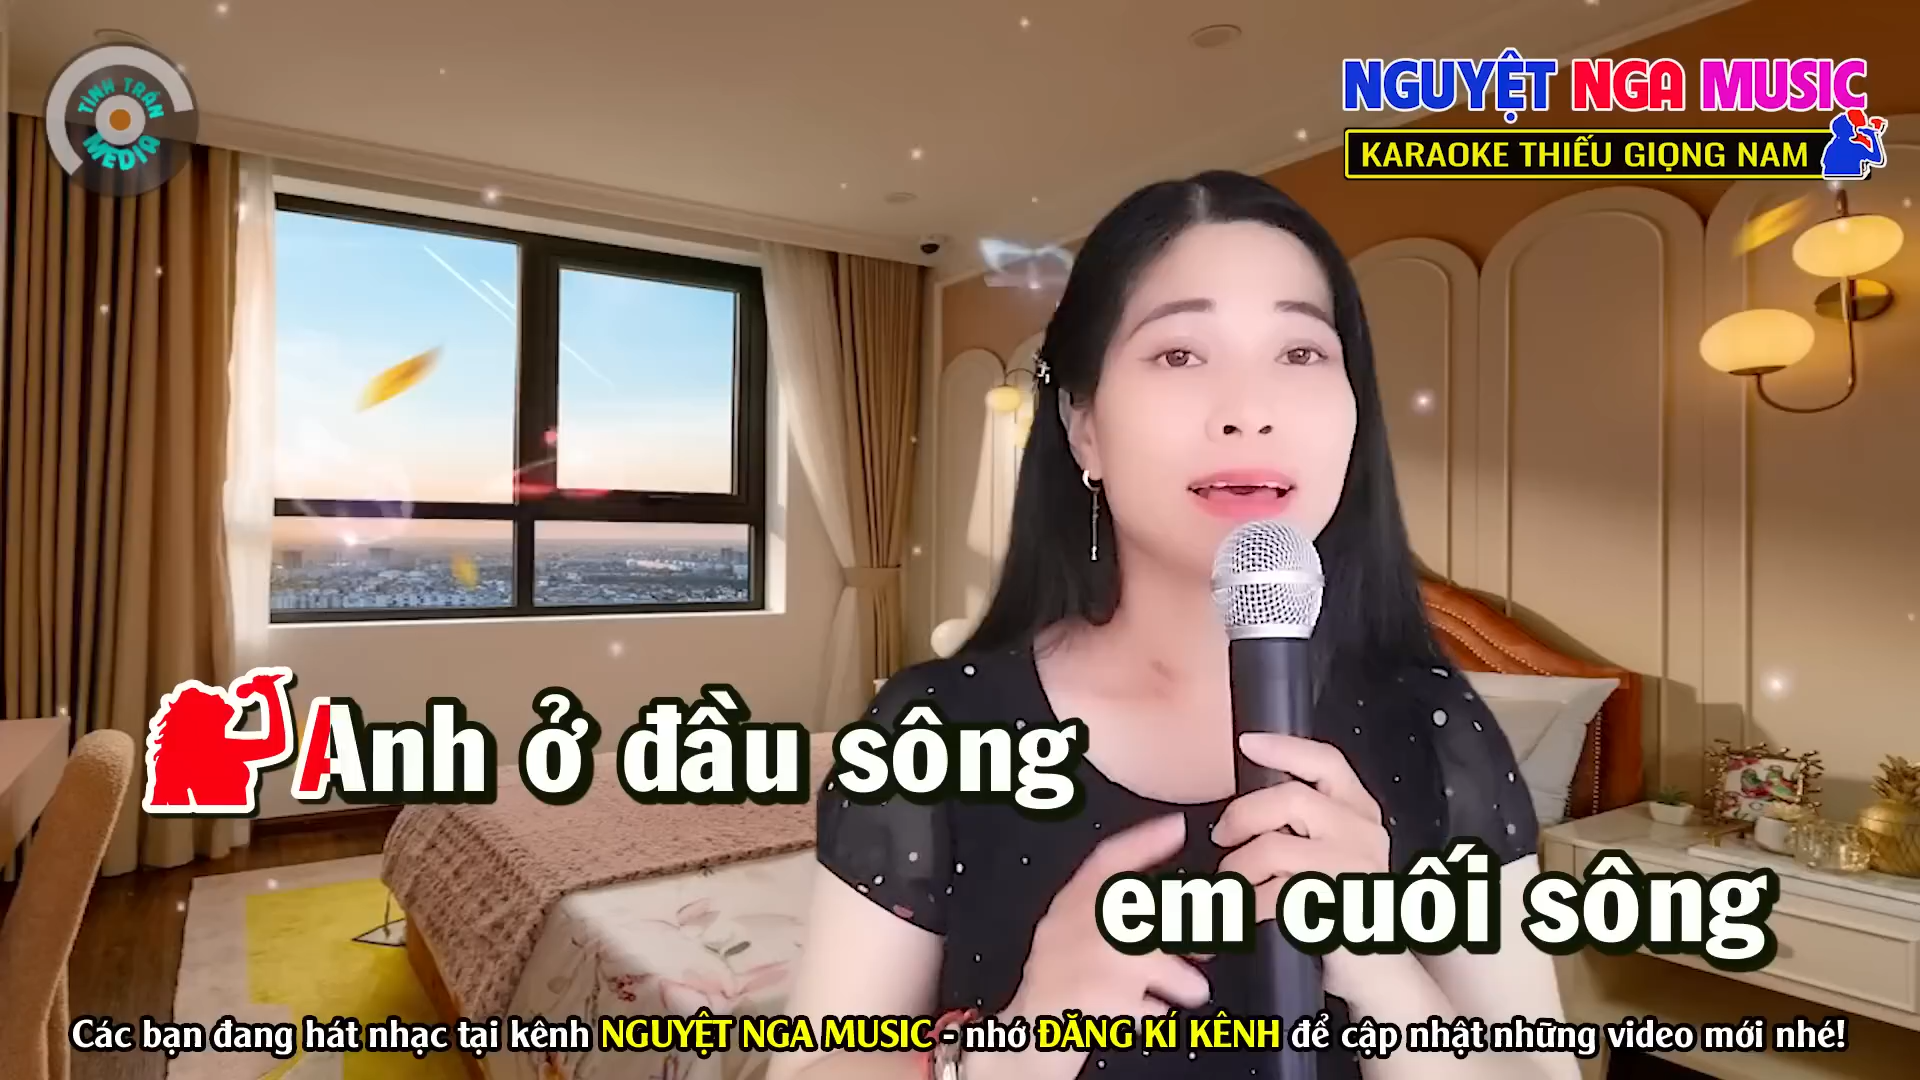 TÌNH TRẦN
MEDIA
NGUYỆT NGA MUSIC
KARAOKE THIẾU GIỌNG NAM
Anh ở đầu sông
em cuối sông
Các bạn đang hát nhạc tại kênh NGUYỆT NGA MUSIC - nhớ ĐĂNG KÍ KÊNH để cập nhật những video mới nhé!